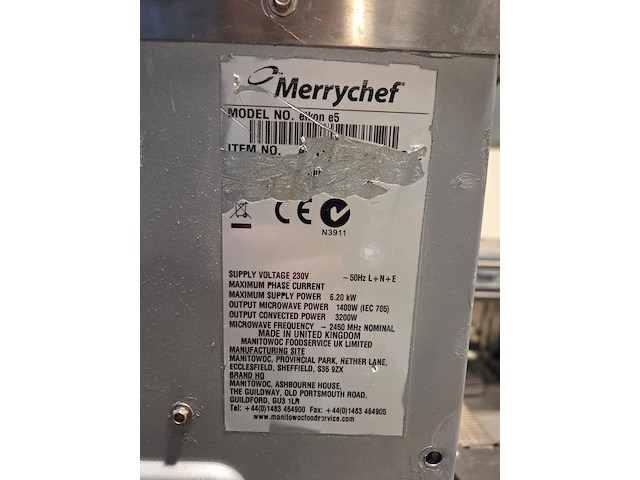 Merrychef
MODEL NO. eikon e5
ITEM NO.
N3911
SUPPLY VOLTAGE 230V ~ 50Hz L+N+E
MAXIMUM PHASE CURRENT
MAXIMUM SUPPLY POWER 6.20 kW
OUTPUT MICROWAVE POWER 1400W (IEC 705)
OUTPUT CONVECTED POWER 3200W
MICROWAVE FREQUENCY ~ 2450 MHz NOMINAL
MADE IN UNITED KINGDOM
MANITOWOC FOODSERVICE UK LIMITED
MANUFACTURING SITE
MANITOWOC, PROVINCIAL PARK, NETHER LANE,
ECCLESFIELD, SHEFFIELD, S35 9ZX
BRAND HQ
MANITOWOC, ASHBOURNE HOUSE,
THE GUILDWAY, OLD PORTSMOUTH ROAD,
GUILDFORD, GU3 1LM
Tel: +44(0)1483 464900 Fax: +44(0)1483 464905
www.manitowocfoodservice.com